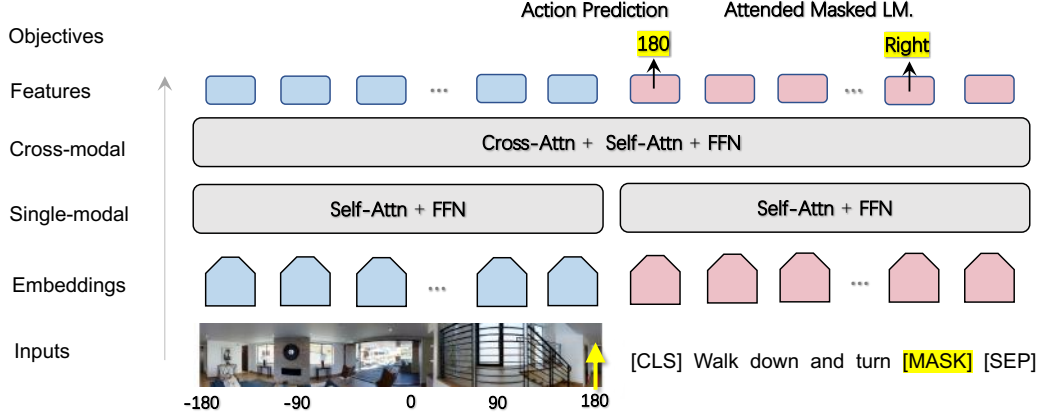 Action Prediction Attended Masked LM.
Objectives 180 Right
Features ... ...
Cross-modal Cross-Attn + Self-Attn + FFN
Single-modal Self-Attn + FFN Self-Attn + FFN
Embeddings ... ...
Inputs [CLS] Walk down and turn [MASK] [SEP]
-180 -90 0 90 180